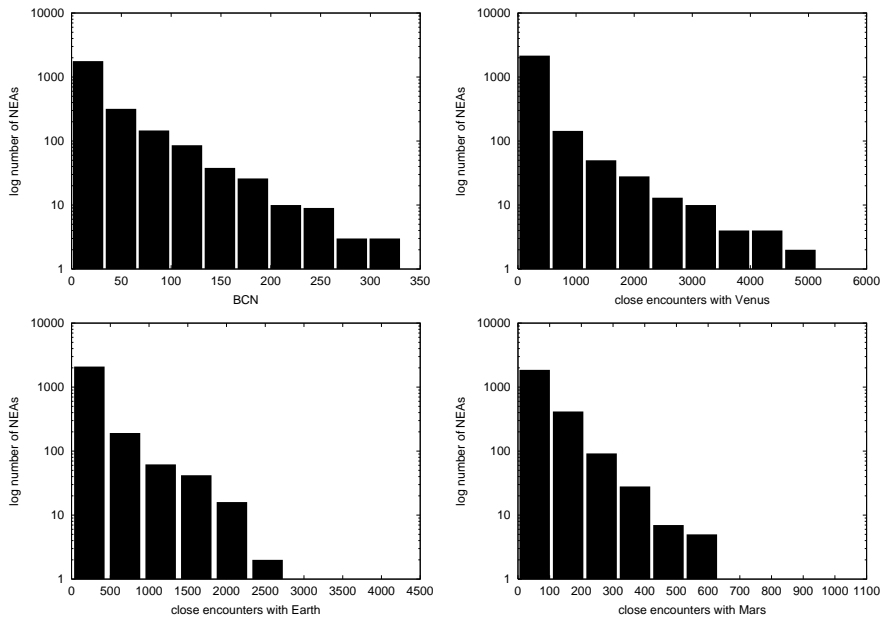 10000
1000
100
10
1
log number of NEAs
0 50 100 150 200 250 300 350
BCN
10000
1000
100
10
1
log number of NEAs
0 1000 2000 3000 4000 5000 6000
close encounters with Venus
10000
1000
100
10
1
log number of NEAs
0 500 1000 1500 2000 2500 3000 3500 4000 4500
close encounters with Earth
10000
1000
100
10
1
log number of NEAs
0 100 200 300 400 500 600 700 800 900 1000 1100
close encounters with Mars